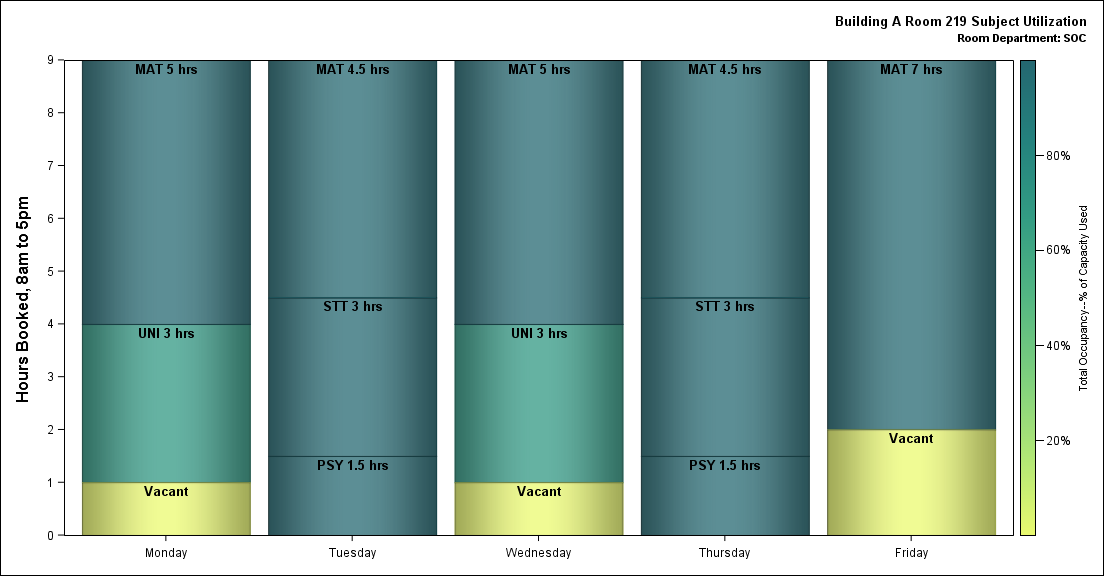 Building A Room 219 Subject Utilization
Room Department: SOC
Hours Booked, 8am to 5pm
9
8
7
6
5
4
3
2
1
0
MAT 5 hrs
UNI 3 hrs
Vacant
MAT 4.5 hrs
STT 3 hrs
PSY 1.5 hrs
MAT 5 hrs
UNI 3 hrs
Vacant
MAT 4.5 hrs
STT 3 hrs
PSY 1.5 hrs
MAT 7 hrs
Vacant
Monday
Tuesday
Wednesday
Thursday
Friday
80%
60%
40%
20%
Total Occupancy--% of Capacity Used